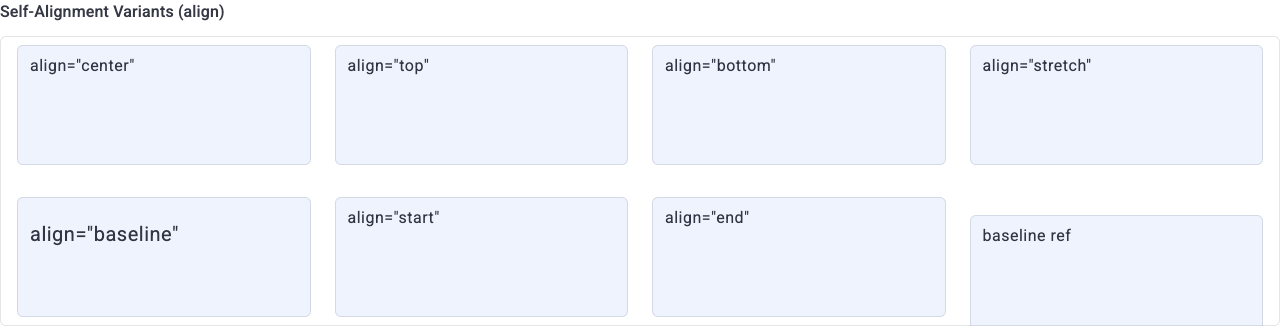 Self-Alignment Variants (align)
align="center"
align="top"
align="bottom"
align="stretch"
align="baseline"
align="start"
align="end"
baseline ref